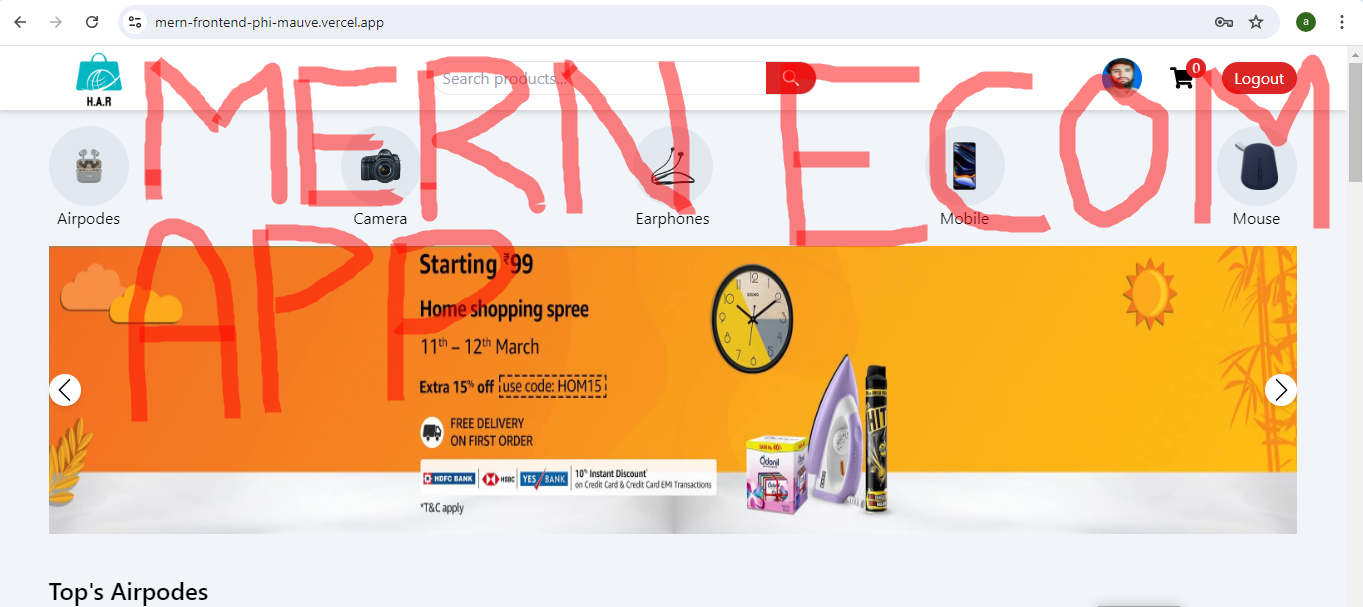 mern-frontend-phi-mauve.vercel.app
a
H.A.R
Search products...
0
Logout
MERN ECOM
APP
Airpodes
Camera
Earphones
Mobile
Mouse
Starting ₹99
Home shopping spree
11th – 12th March
Extra 15% off use code: HOM15
FREE DELIVERY
ON FIRST ORDER
HDFC BANK HSBC YES BANK 10% Instant Discount*
on Credit Card & Credit Card EMI Transactions
*T&C apply
Odonil
HIT
Top's Airpodes